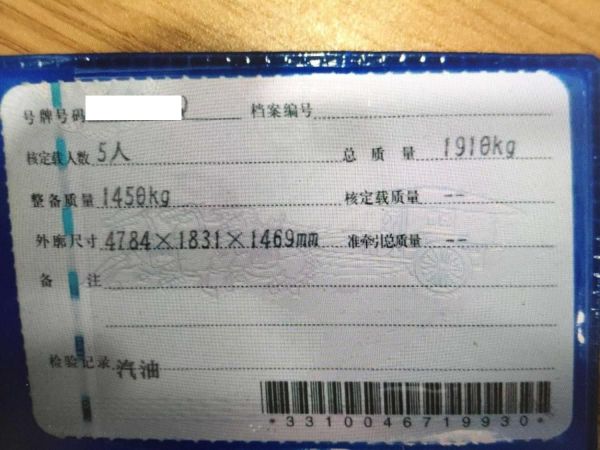 号牌号码 档案编号
核定载人数 5人 总质量 1910kg
整备质量 1450kg 核定载质量 --
外廓尺寸 4784×1831×1469mm 准牵引总质量 --
备注
检验记录 汽油
*3310046719930*